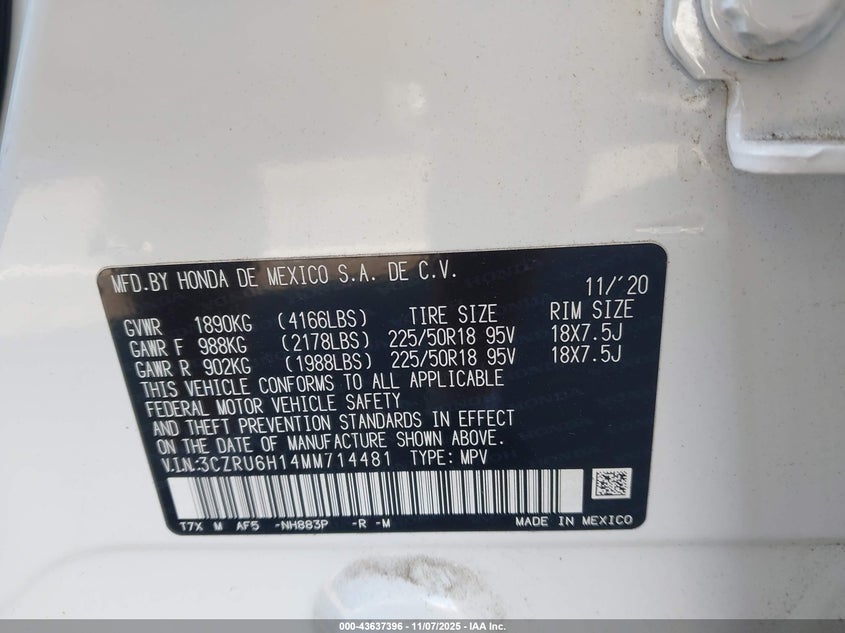 MFD.BY HONDA DE MEXICO S.A. DE C.V.
11/'20
GVWR 1890KG (4166LBS) TIRE SIZE RIM SIZE
GAWR F 988KG (2178LBS) 225/50R18 95V 18X7.5J
GAWR R 902KG (1988LBS) 225/50R18 95V 18X7.5J
THIS VEHICLE CONFORMS TO ALL APPLICABLE
FEDERAL MOTOR VEHICLE SAFETY
AND THEFT PREVENTION STANDARDS IN EFFECT
ON THE DATE OF MANUFACTURE SHOWN ABOVE.
V.I.N.:3CZRU6H14MM714481 TYPE: MPV
T7X M AF5 -NH883P -R -M MADE IN MEXICO
000-43637396 - 11/07/2025 - IAA Inc.